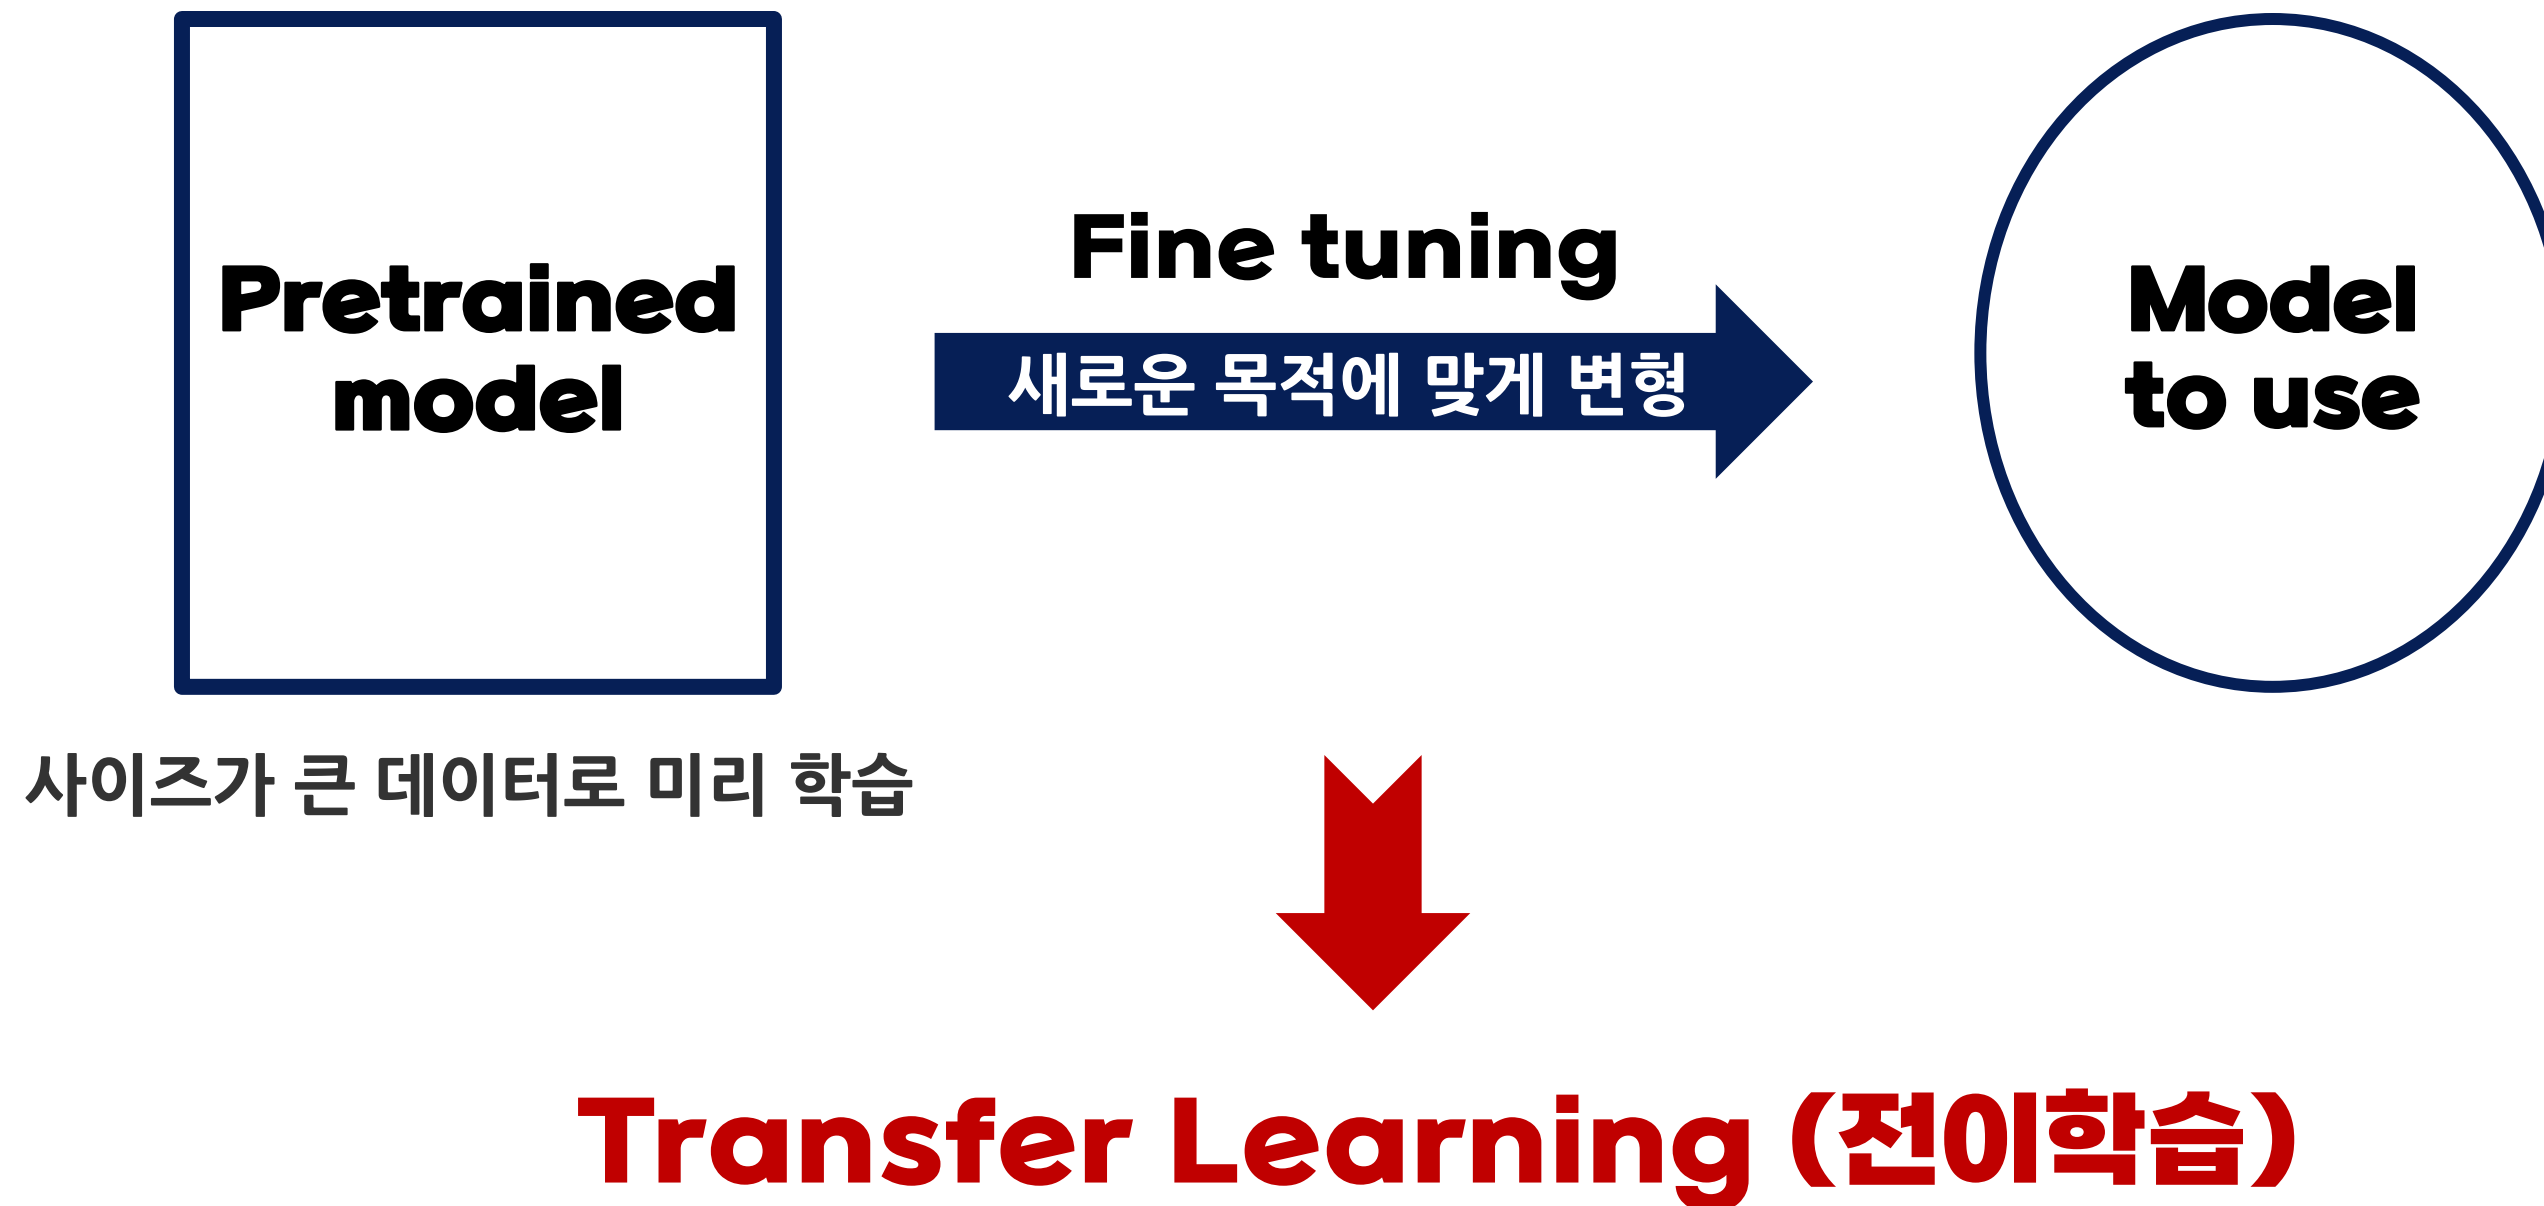 Pretrained
model
Fine tuning
새로운 목적에 맞게 변형
Model
to use
사이즈가 큰 데이터로 미리 학습
Transfer Learning (전이학습)